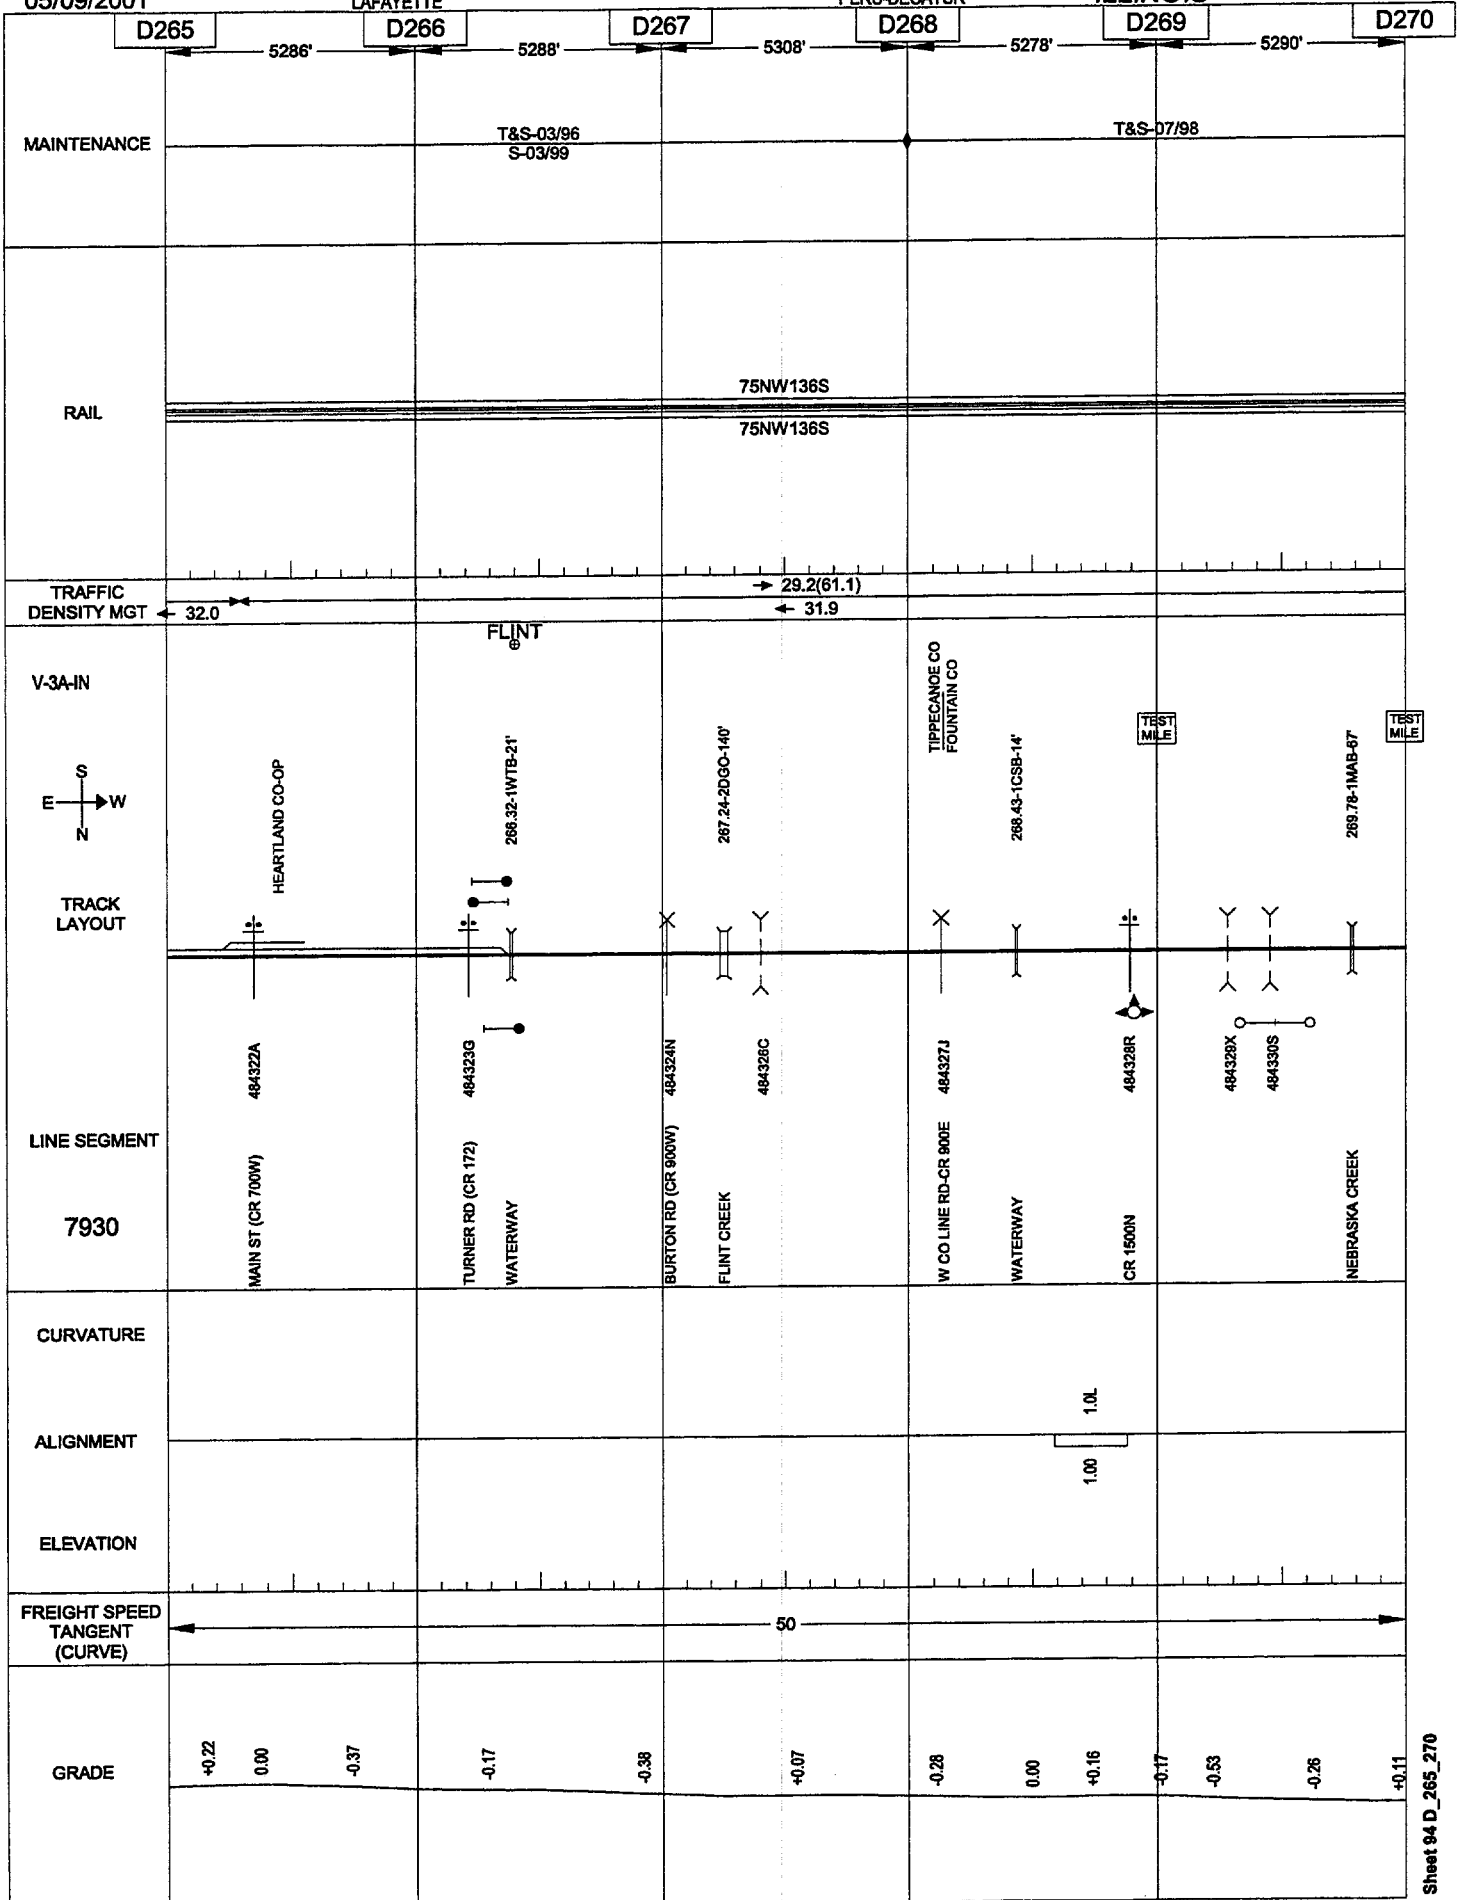 05/09/2001
LAFAYETTE
PERU-DECATUR
ILLINOIS
D265
D266
D267
D268
D269
D270
5286'
5288'
5308'
5278'
5290'
MAINTENANCE
T&S-03/96
S-03/99
T&S-07/98
RAIL
75NW136S
75NW136S
TRAFFIC
DENSITY MGT
32.0
29.2(61.1)
31.9
FLINT
V-3A-IN
S
E
W
N
TRACK
LAYOUT
HEARTLAND CO-OP
266.32-1WTB-21'
267.24-2DGO-140'
TIPPECANOE CO
FOUNTAIN CO
268.43-1CSB-14'
TEST
MILE
269.78-1MAB-67'
TEST
MILE
484322A
484323G
484324N
484326C
484327J
484328R
484329X
484330S
LINE SEGMENT
7930
MAIN ST (CR 700W)
TURNER RD (CR 172)
WATERWAY
BURTON RD (CR 900W)
FLINT CREEK
W CO LINE RD-CR 900E
WATERWAY
CR 1500N
NEBRASKA CREEK
CURVATURE
1.0L
ALIGNMENT
1.00
ELEVATION
FREIGHT SPEED
TANGENT
(CURVE)
50
GRADE
+0.22
0.00
-0.37
-0.17
-0.38
+0.07
-0.28
0.00
+0.16
-0.17
-0.53
-0.26
+0.11
Sheet 94 D_265_270